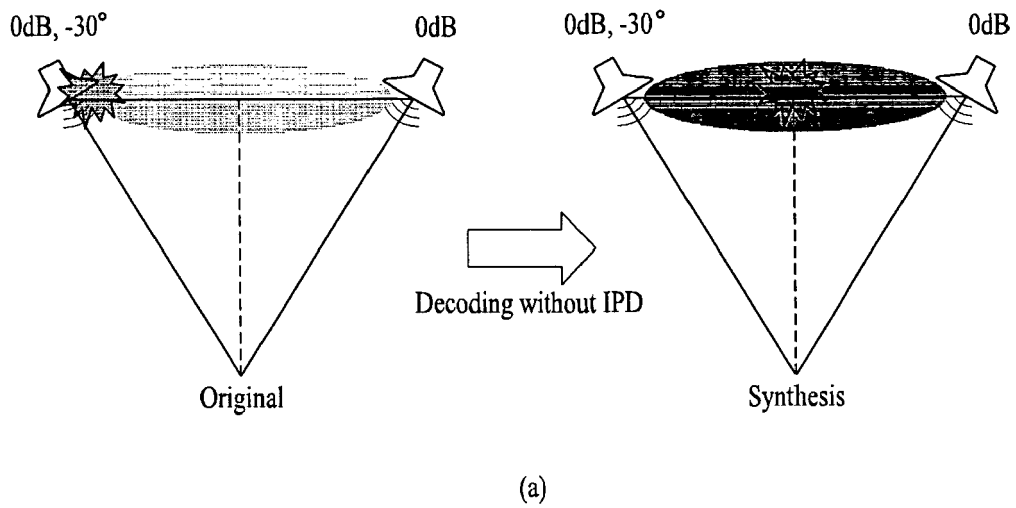 0dB, -30°
0dB
0dB, -30°
0dB
Decoding without IPD
Original
Synthesis
(a)